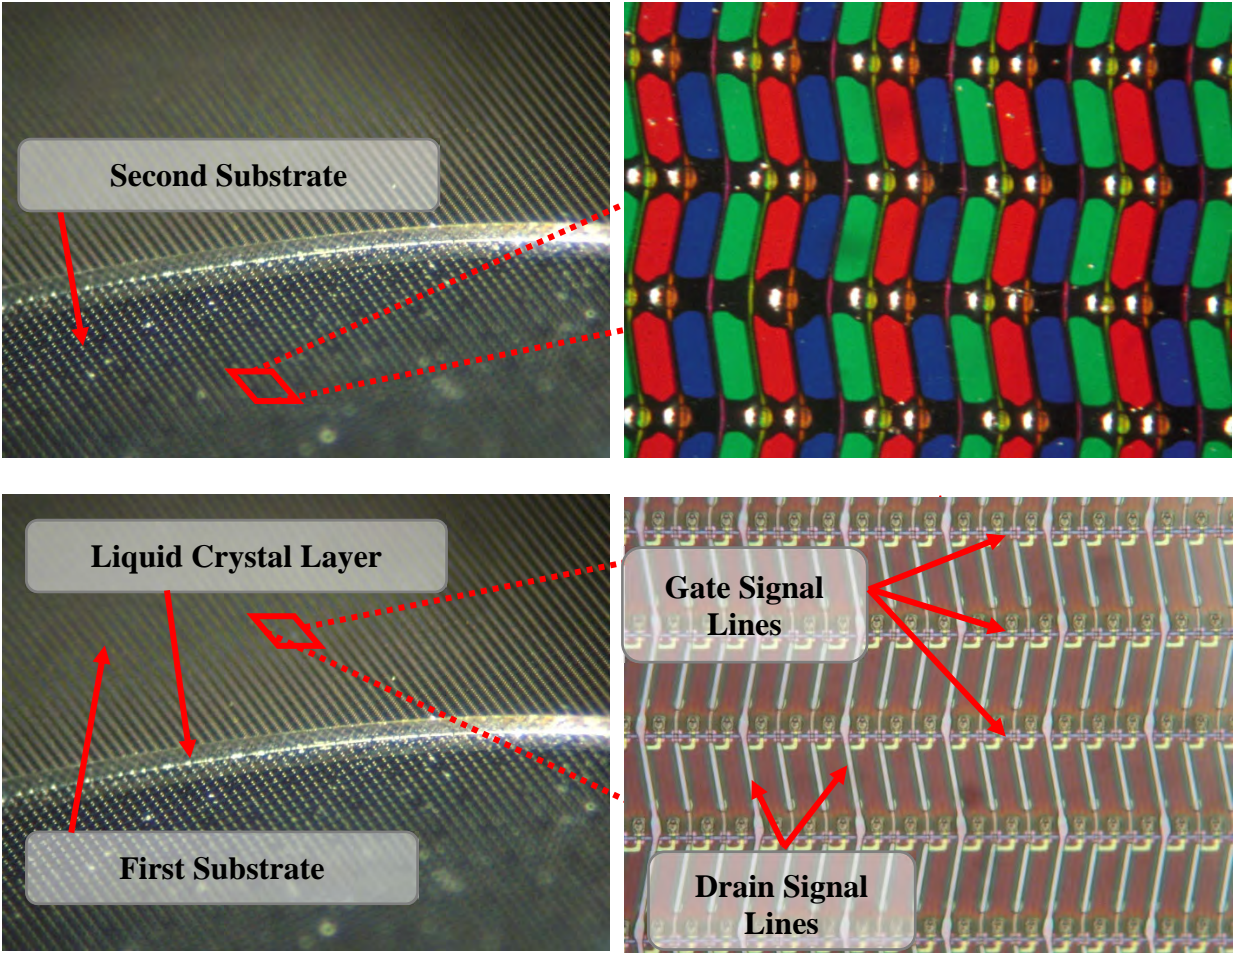 Second Substrate
Liquid Crystal Layer
First Substrate
Gate Signal
Lines
Drain Signal
Lines